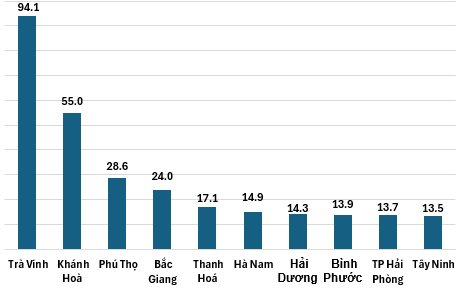 94.1
55.0
28.6
24.0
17.1
14.9
14.3
13.9
13.7
13.5
Trà Vinh
Khánh
Hoà
Phú Thọ
Bắc
Giang
Thanh
Hoá
Hà Nam
Hải
Dương
Bình
Phước
TP Hải
Phòng
Tây Ninh